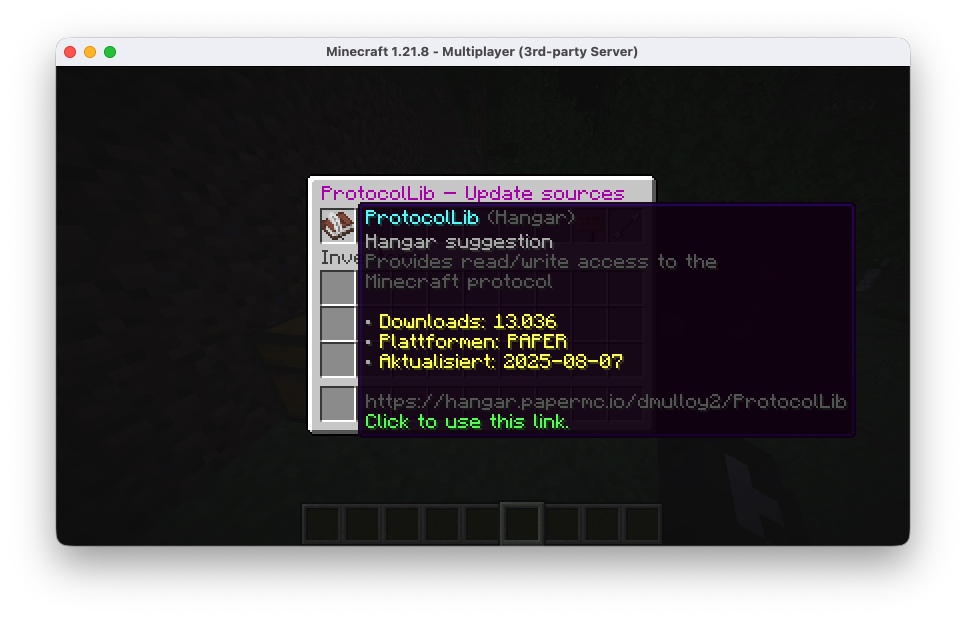 Minecraft 1.21.8 - Multiplayer (3rd-party Server)
ProtocolLib – Update sources
ProtocolLib (Hangar)
Hangar suggestion
Inve
Provides read/write access to the
Minecraft protocol
• Downloads: 13.036
• Plattformen: PAPER
• Aktualisiert: 2025-08-07
https://hangar.papermc.io/dmulloy2/ProtocolLib
Click to use this link.